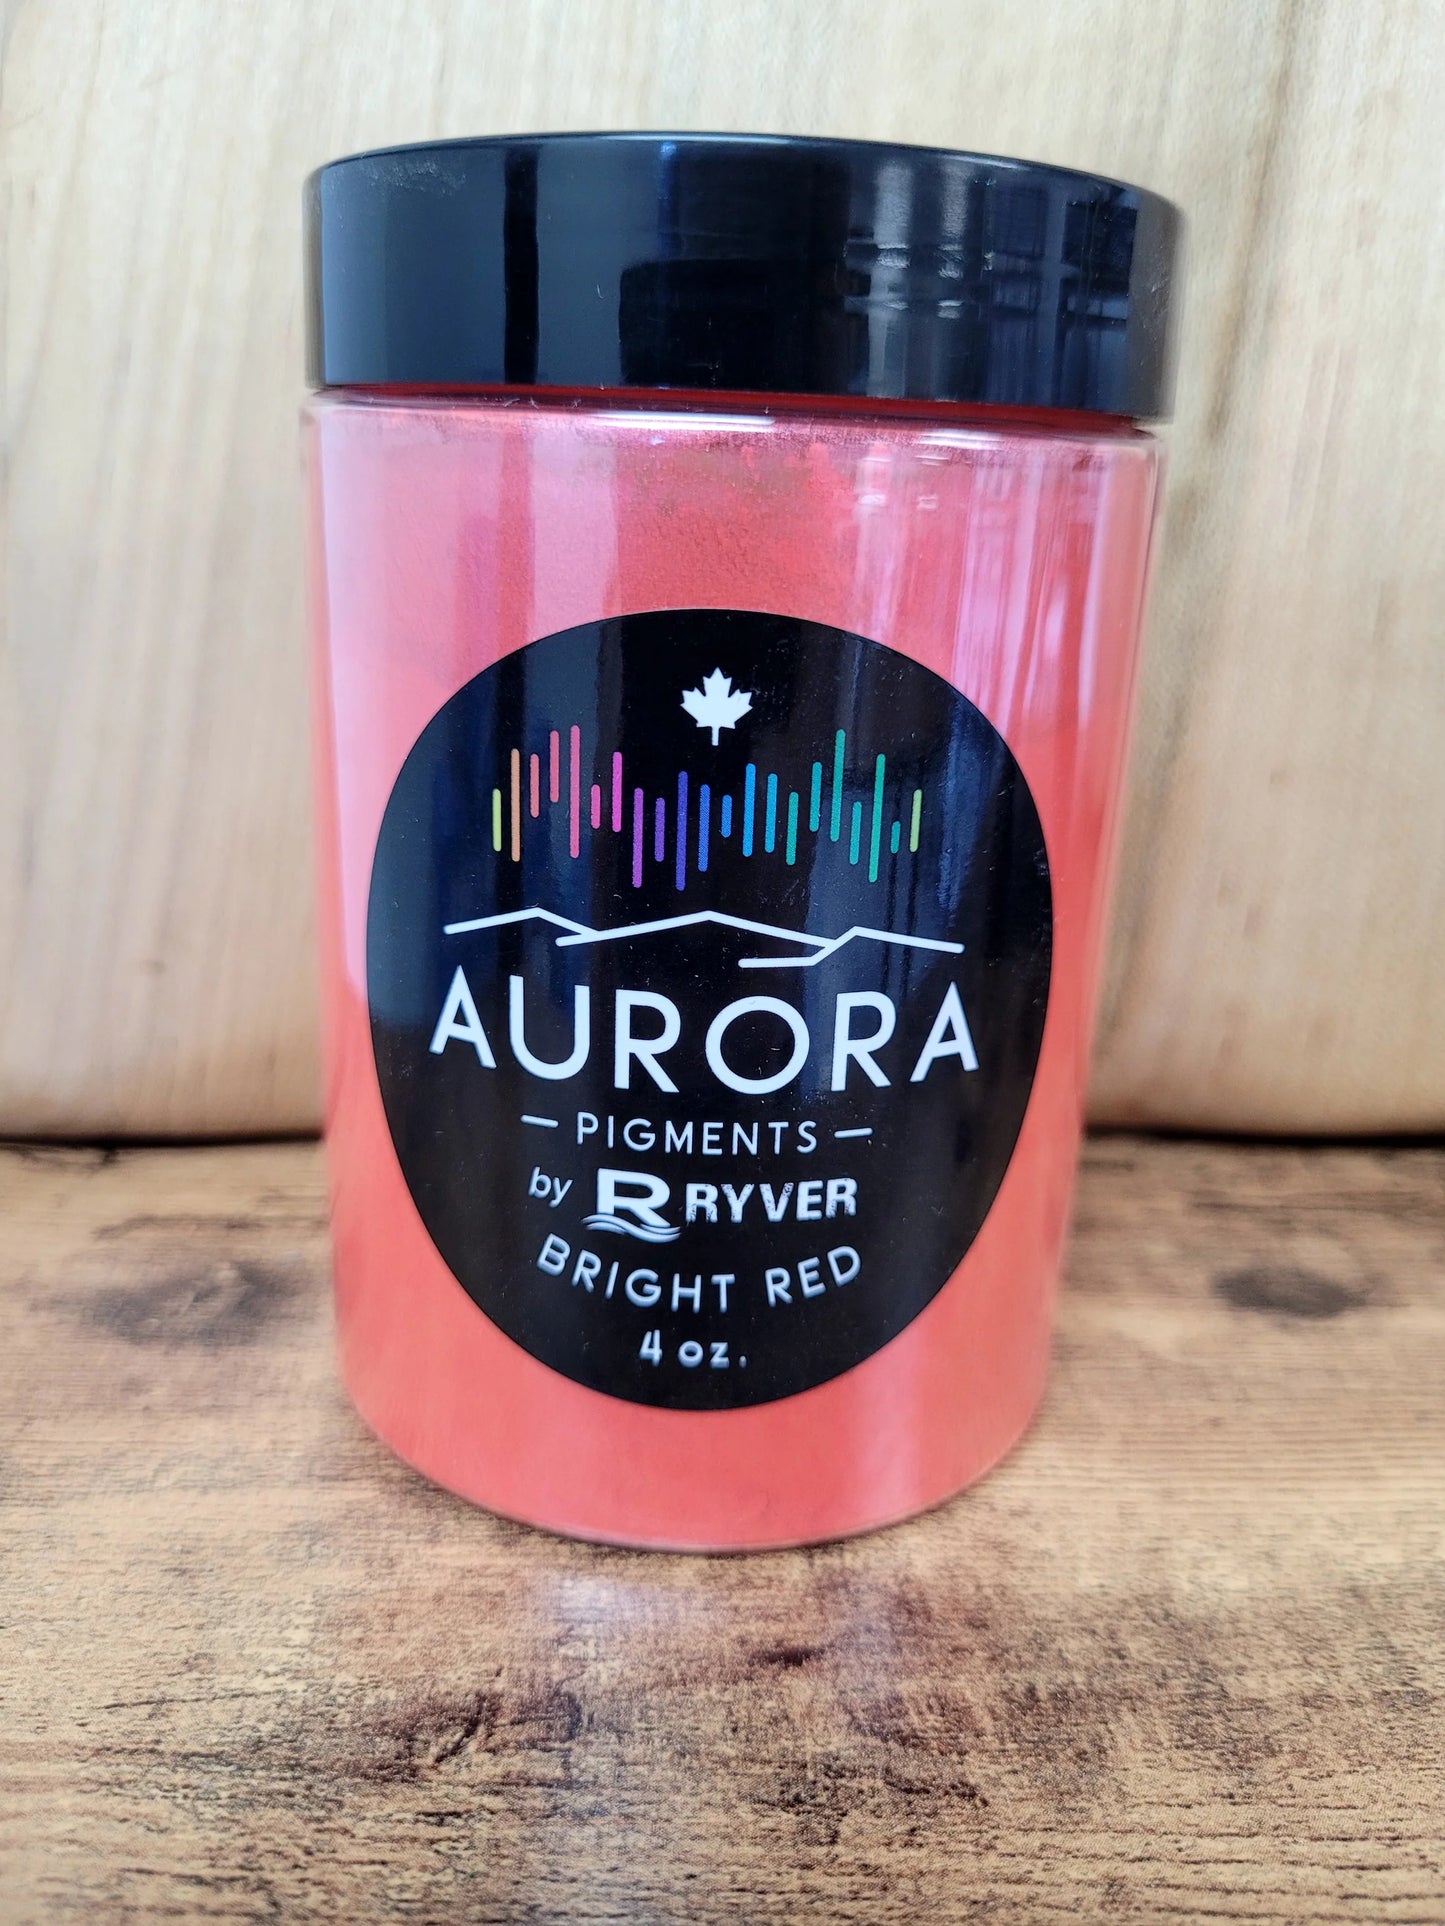 AURORA
— PIGMENTS —
by R RYVER
BRIGHT RED
4 oz.